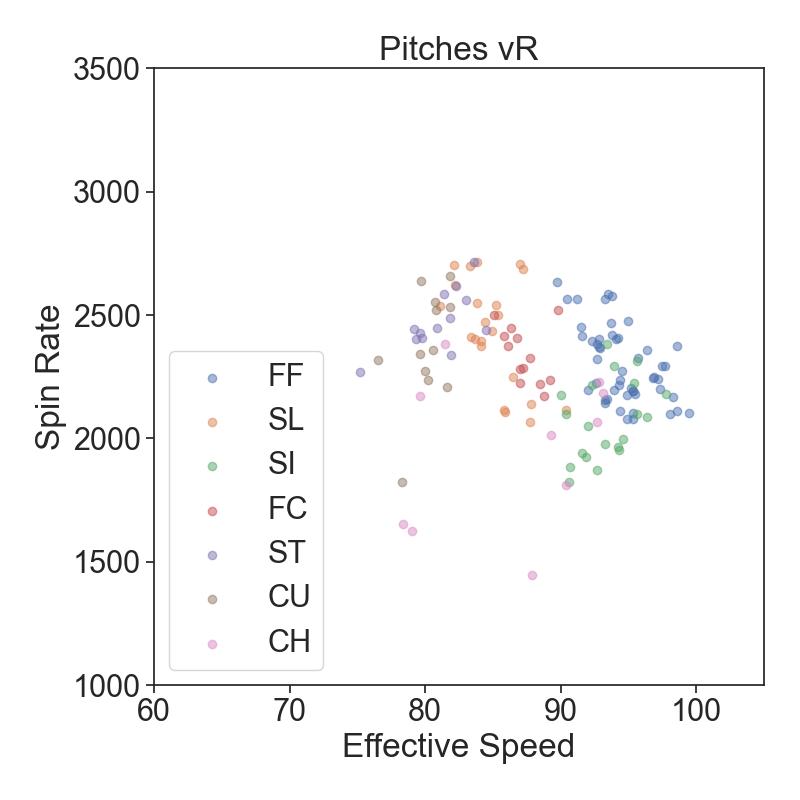 Pitches vR
3500
3000
2500
2000
1500
1000
Spin Rate
FF
SL
SI
FC
ST
CU
CH
60 70 80 90 100
Effective Speed